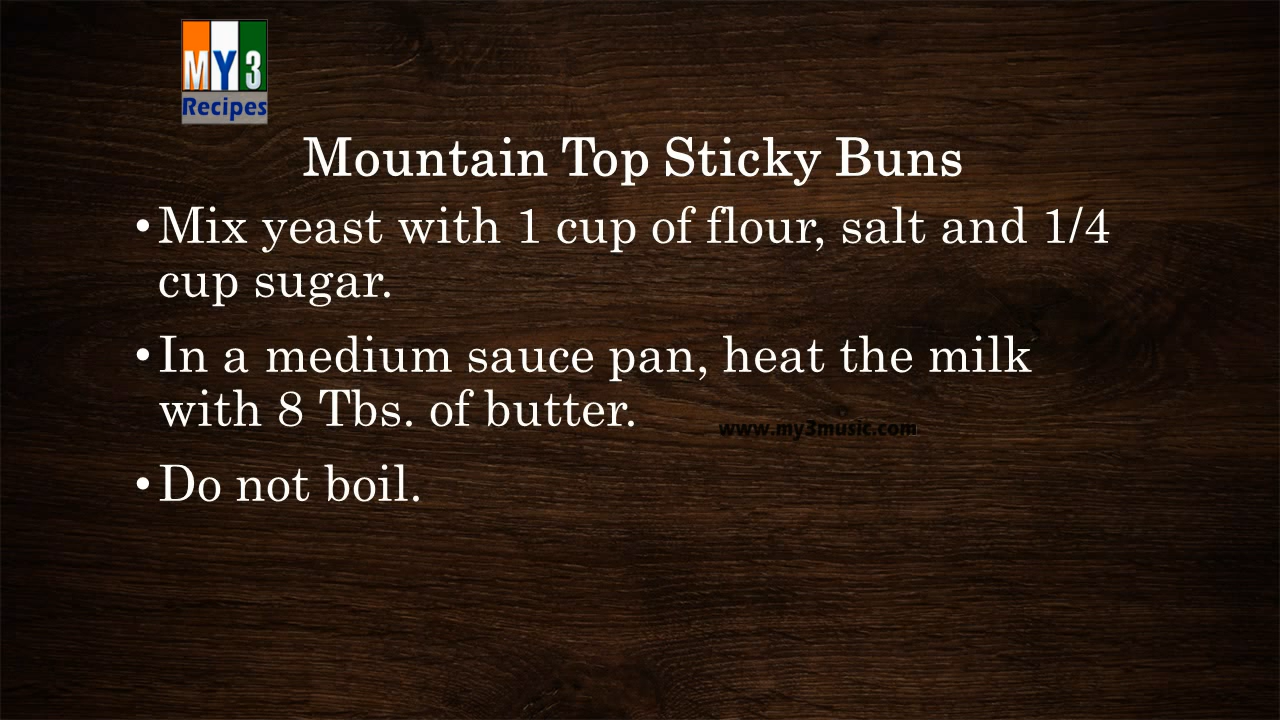 MY3
Recipes
Mountain Top Sticky Buns
• Mix yeast with 1 cup of flour, salt and 1/4
cup sugar.
• In a medium sauce pan, heat the milk
with 8 Tbs. of butter.
www.my3music.com
• Do not boil.